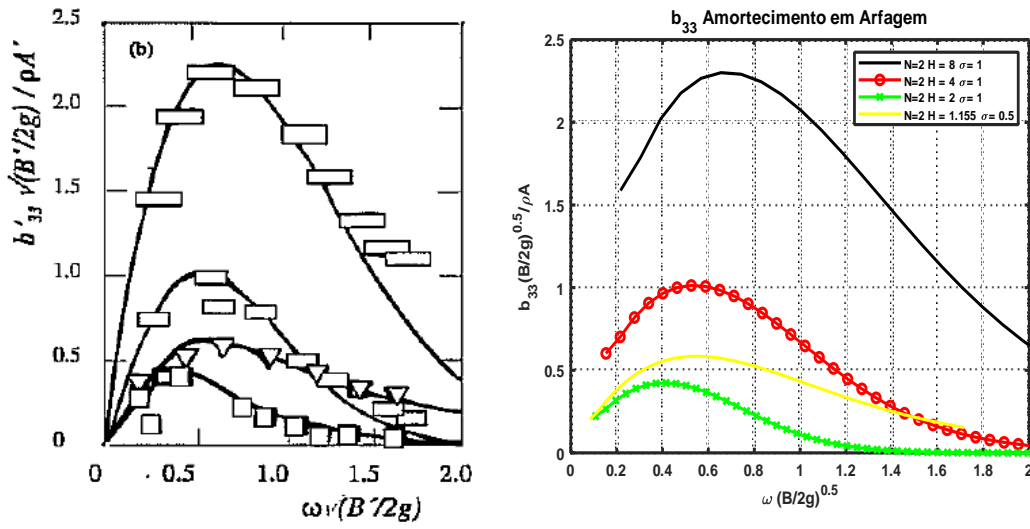 2.5
(b)
2.0
1.5
1.0
0.5
0
b'₃₃ √(B'/2g) / ρA'
0 0.5 1.0 1.5 2.0
ω√(B'/2g)
b₃₃ Amortecimento em Arfagem
N=2 H = 8 σ= 1
N=2 H = 4 σ= 1
N=2 H = 2 σ= 1
N=2 H = 1.155 σ= 0.5
2.5
2
1.5
1
0.5
0
b₃₃(B/2g)^0.5/ρA
0 0.2 0.4 0.6 0.8 1 1.2 1.4 1.6 1.8 2
ω (B/2g)^0.5